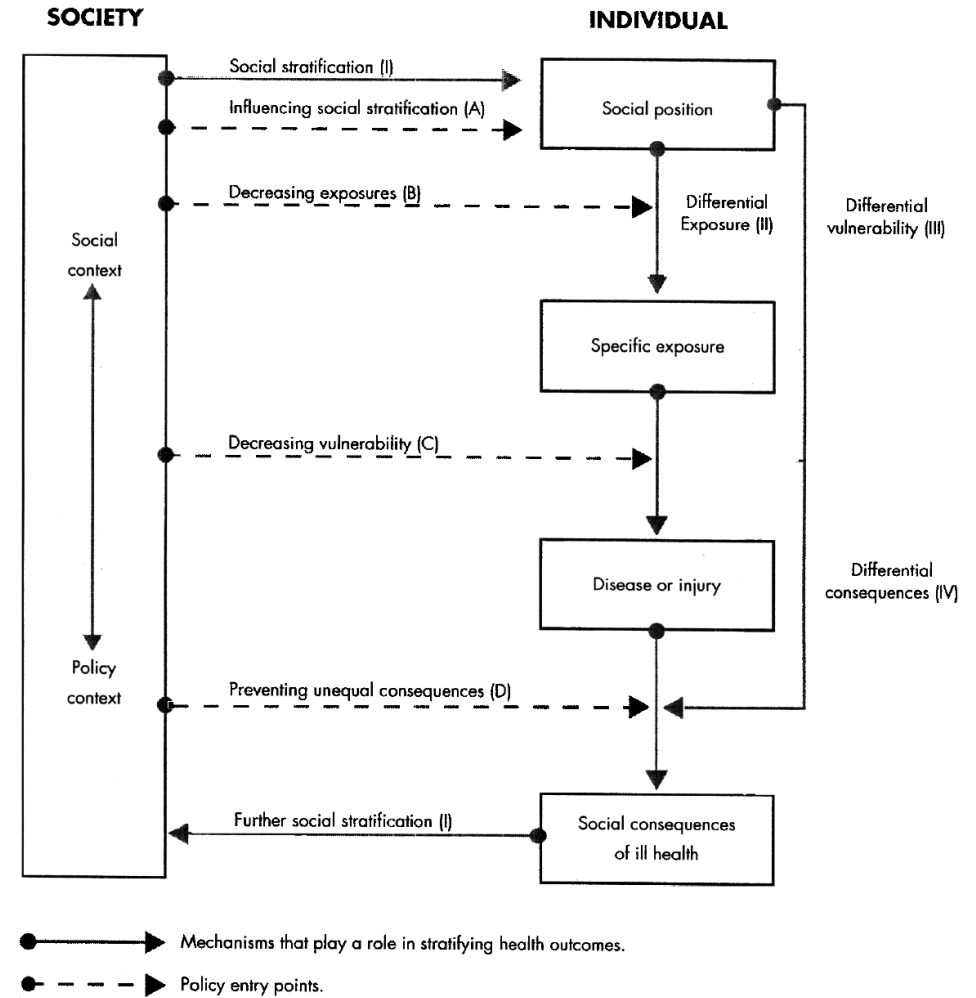 SOCIETY
INDIVIDUAL
Social stratification (I)
Influencing social stratification (A)
Social position
Decreasing exposures (B)
Differential
Exposure (II)
Differential
vulnerability (III)
Social
context
Specific exposure
Decreasing vulnerability (C)
Disease or injury
Differential
consequences (IV)
Policy
context
Preventing unequal consequences (D)
Further social stratification (I)
Social consequences
of ill health
Mechanisms that play a role in stratifying health outcomes.
Policy entry points.